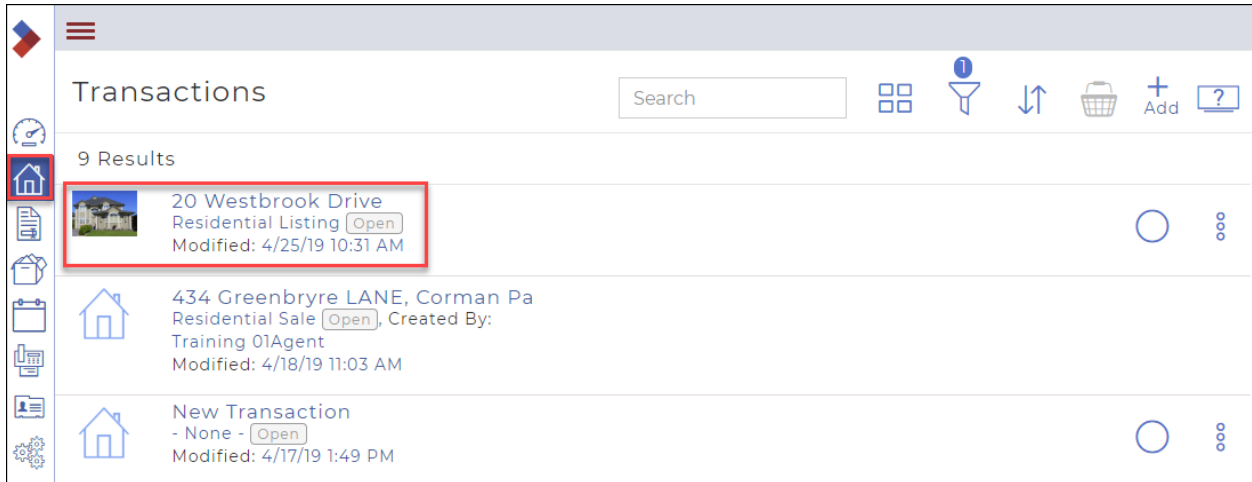 1
Transactions
Search
Add
?
9 Results
20 Westbrook Drive
Residential Listing Open
Modified: 4/25/19 10:31 AM
434 Greenbryre LANE, Corman Pa
Residential Sale Open, Created By:
Training 01Agent
Modified: 4/18/19 11:03 AM
New Transaction
- None - Open
Modified: 4/17/19 1:49 PM